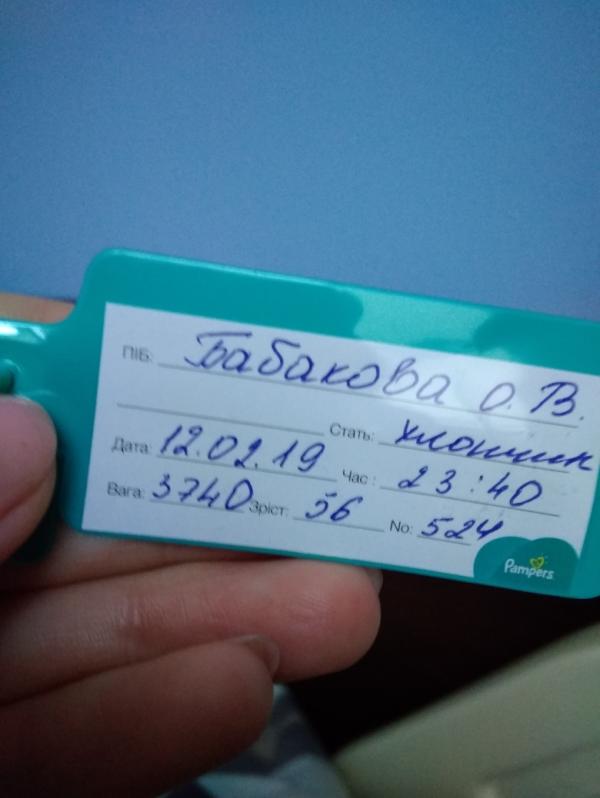 ПІБ: Бабакова О. В.
Стать: хлопчик
Дата: 12.02.19 Час: 23:40
Вага: 3740 Зріст: 56 No: 524
Pampers